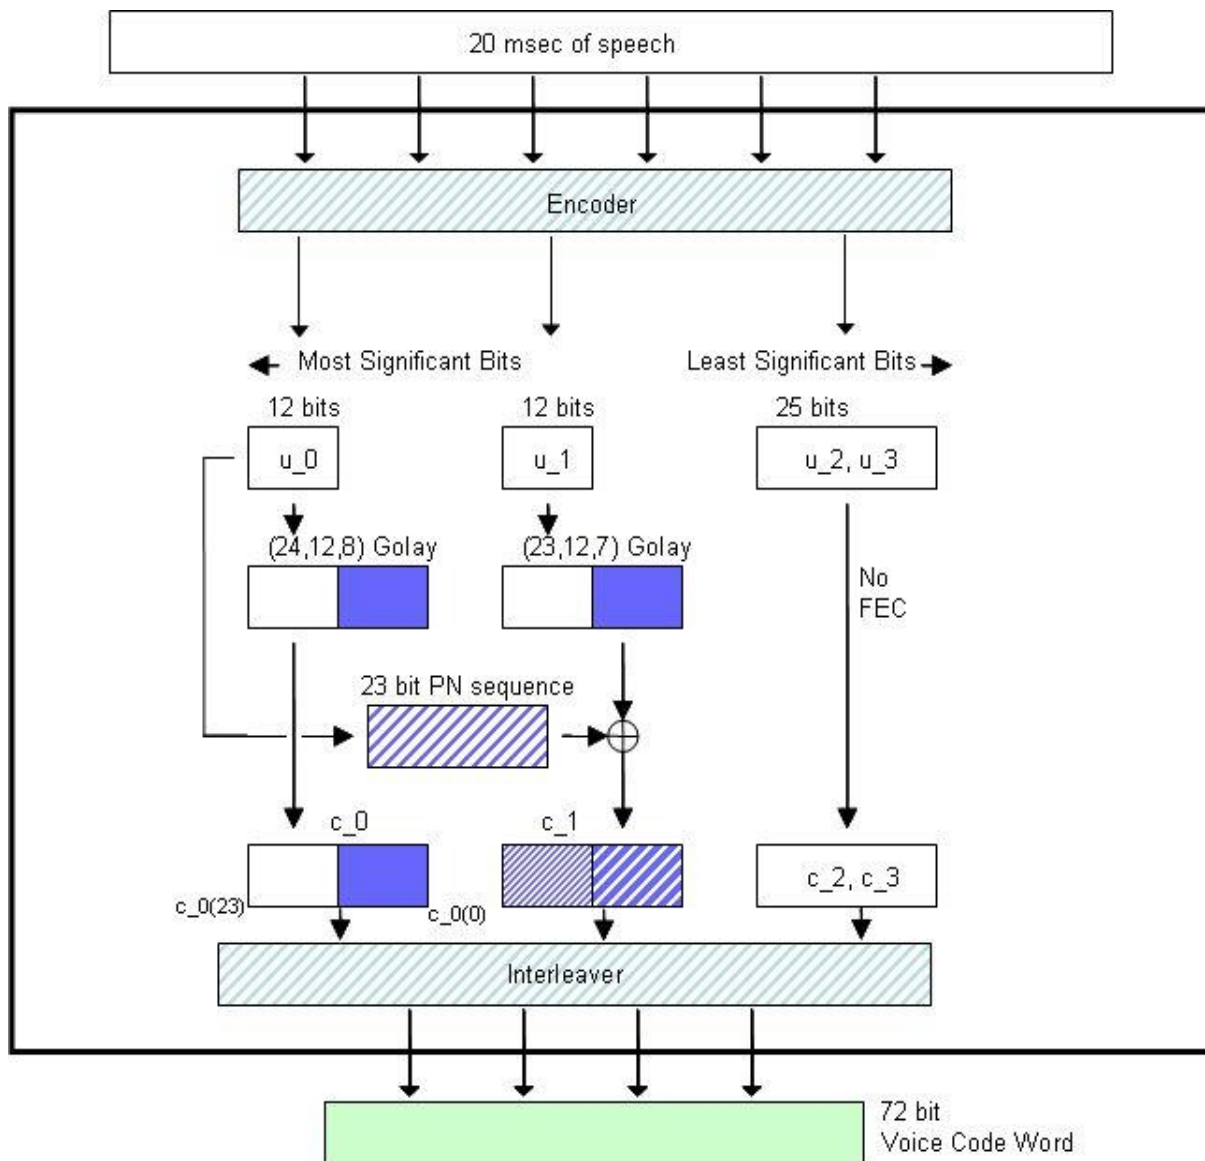 20 msec of speech
Encoder
Most Significant Bits
Least Significant Bits
12 bits
12 bits
25 bits
u_0
u_1
u_2, u_3
(24,12,8) Golay
(23,12,7) Golay
No
FEC
23 bit PN sequence
c_0
c_1
c_2, c_3
c_0(23)
c_0(0)
Interleaver
72 bit
Voice Code Word